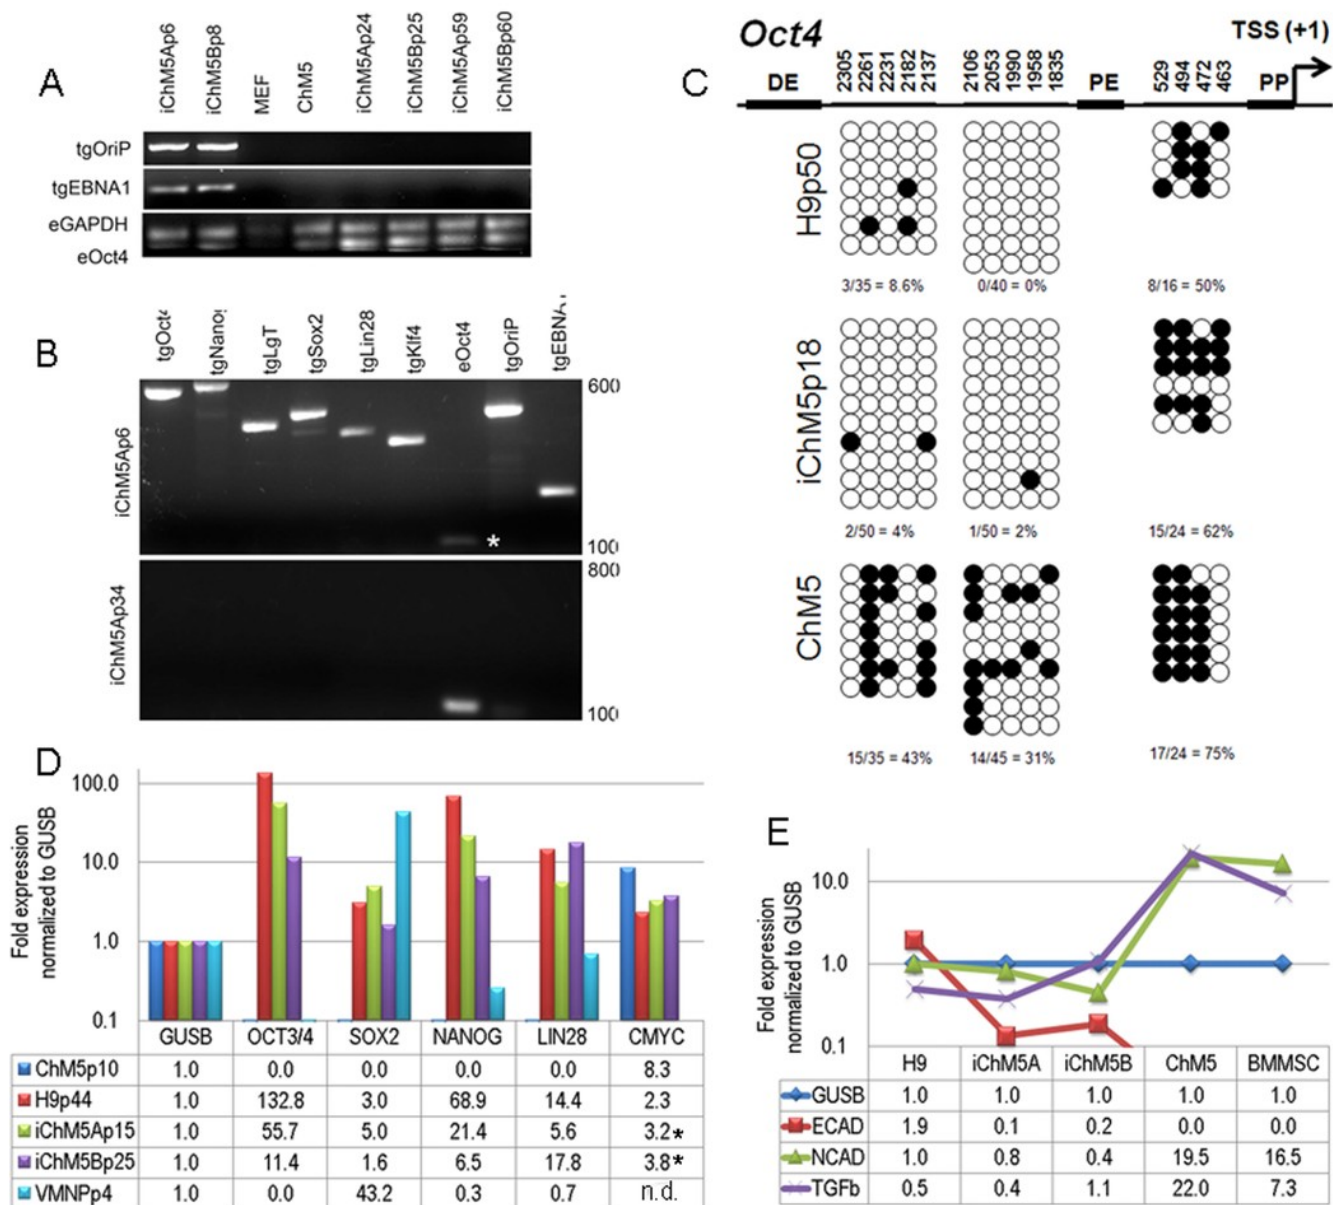 A
iChM5Ap6
iChM5Bp8
MEF
ChM5
iChM5Ap24
iChM5Bp25
iChM5Ap59
iChM5Bp60
tgOriP
tgEBNA1
eGAPDH
eOct4
B
tgOct4
tgNanog
tgLgT
tgSox2
tgLin28
tgKlf4
eOct4
tgOriP
tgEBNA1
iChM5Ap6
600
*
100
iChM5Ap34
800
100
C
Oct4
TSS (+1)
DE
2305
2261
2231
2182
2137
2106
2053
1990
1958
1835
PE
529
494
472
463
PP
H9p50
3/35 = 8.6%
0/40 = 0%
8/16 = 50%
iChM5p18
2/50 = 4%
1/50 = 2%
15/24 = 62%
ChM5
15/35 = 43%
14/45 = 31%
17/24 = 75%
D
Fold expression
normalized to GUSB
100.0
10.0
1.0
0.1
GUSB OCT3/4 SOX2 NANOG LIN28 CMYC
ChM5p10 1.0 0.0 0.0 0.0 0.0 8.3
H9p44 1.0 132.8 3.0 68.9 14.4 2.3
iChM5Ap15 1.0 55.7 5.0 21.4 5.6 3.2 *
iChM5Bp25 1.0 11.4 1.6 6.5 17.8 3.8 *
VMNPp4 1.0 0.0 43.2 0.3 0.7 n.d.
E
Fold expression
normalized to GUSB
10.0
1.0
0.1
H9 iChM5A iChM5B ChM5 BMMSC
GUSB 1.0 1.0 1.0 1.0 1.0
ECAD 1.9 0.1 0.2 0.0 0.0
NCAD 1.0 0.8 0.4 19.5 16.5
TGFb 0.5 0.4 1.1 22.0 7.3